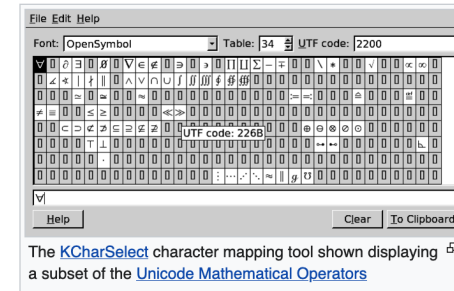 File Edit Help
Font: OpenSymbol Table: 34 UTF code: 2200
∀ ∂ ∃ Ø ∇ ∈ ∉ ∋ ∍ ∏ ∐ ∑ − ∓ ∖ ∗ √ ∝ ∞
∡ ∢ ∣ ∤ ∥ ∧ ∨ ∩ ∪ ∫ ∬ ∭ ∮ ∯ ∰
≃ ≅ ≈ ≔ ≕ ≙ ≝
≠ ≡ ≤ ≥ ≪ ≫
UTF code: 226B
⊂ ⊃ ⊄ ⊅ ⊆ ⊇ ⊈ ⊉ ⊕ ⊖ ⊗ ⊘ ⊙
⊤ ⊥ ⊶ ⊷ ⊾
⋅
⋮ ⋯ ⋰ ⋱ ≈ ∥ g ℧
∀
Help Clear To Clipboard
The KCharSelect character mapping tool shown displaying
a subset of the Unicode Mathematical Operators